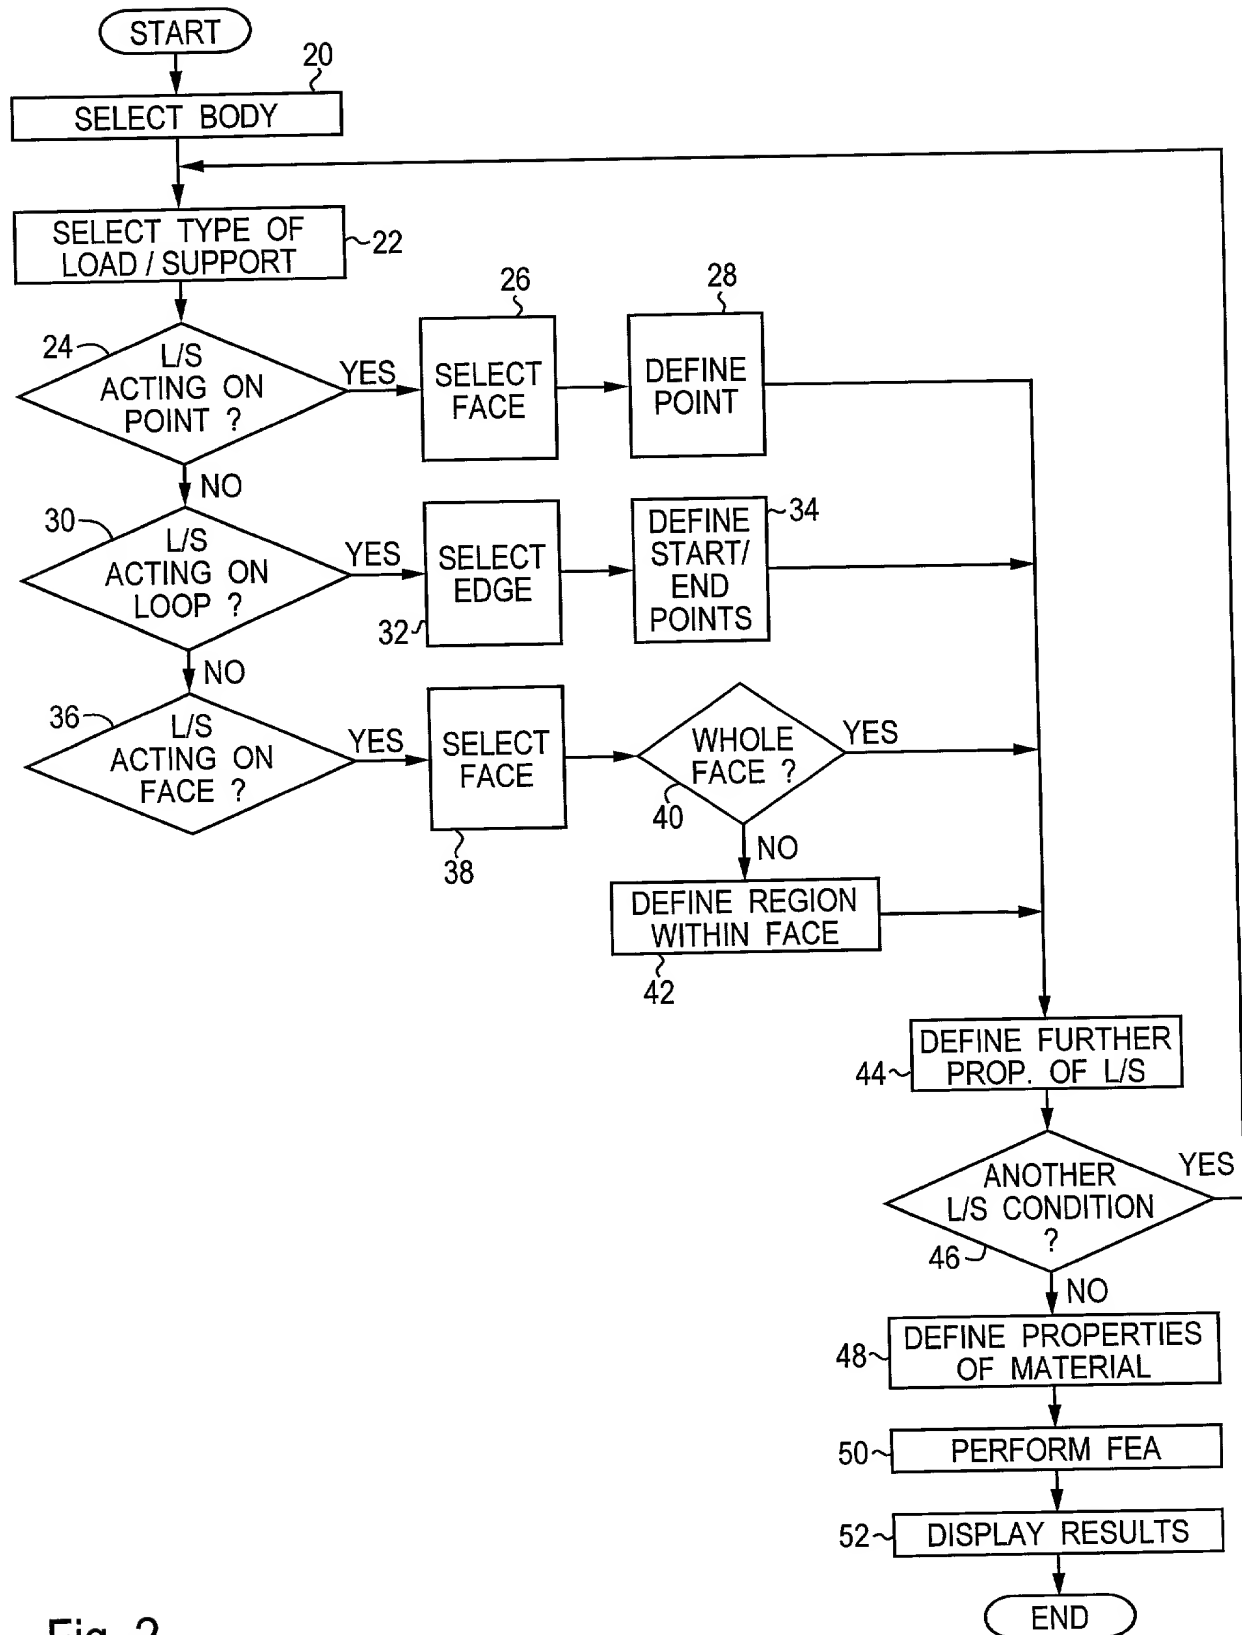 START
20
SELECT BODY
SELECT TYPE OF
LOAD / SUPPORT
22
24
L/S
ACTING ON
POINT ?
YES
26
SELECT
FACE
28
DEFINE
POINT
NO
30
L/S
ACTING ON
LOOP ?
YES
SELECT
EDGE
32
DEFINE
START/
END
POINTS
34
NO
36
L/S
ACTING ON
FACE ?
YES
SELECT
FACE
38
WHOLE
FACE ?
40
YES
NO
DEFINE REGION
WITHIN FACE
42
DEFINE FURTHER
PROP. OF L/S
44
ANOTHER
L/S CONDITION
?
46
YES
NO
DEFINE PROPERTIES
OF MATERIAL
48
50
PERFORM FEA
52
DISPLAY RESULTS
END
Fig. 2